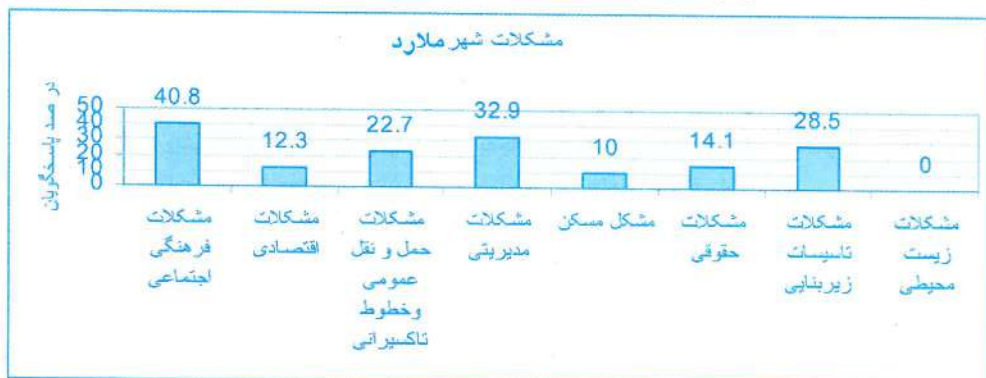 مشکلات شهر ملارد
در صد پاسخگویان
50
40
30
20
10
0
40.8
12.3
22.7
32.9
10
14.1
28.5
0
مشکلات
فرهنگی
اجتماعی
مشکلات
اقتصادی
مشکلات
حمل و نقل
عمومی
وخطوط
تاکسیرانی
مشکلات
مدیریتی
مشکل مسکن
مشکلات
حقوقی
مشکلات
تاسیسات
زیربنایی
مشکلات
زیست
محیطی